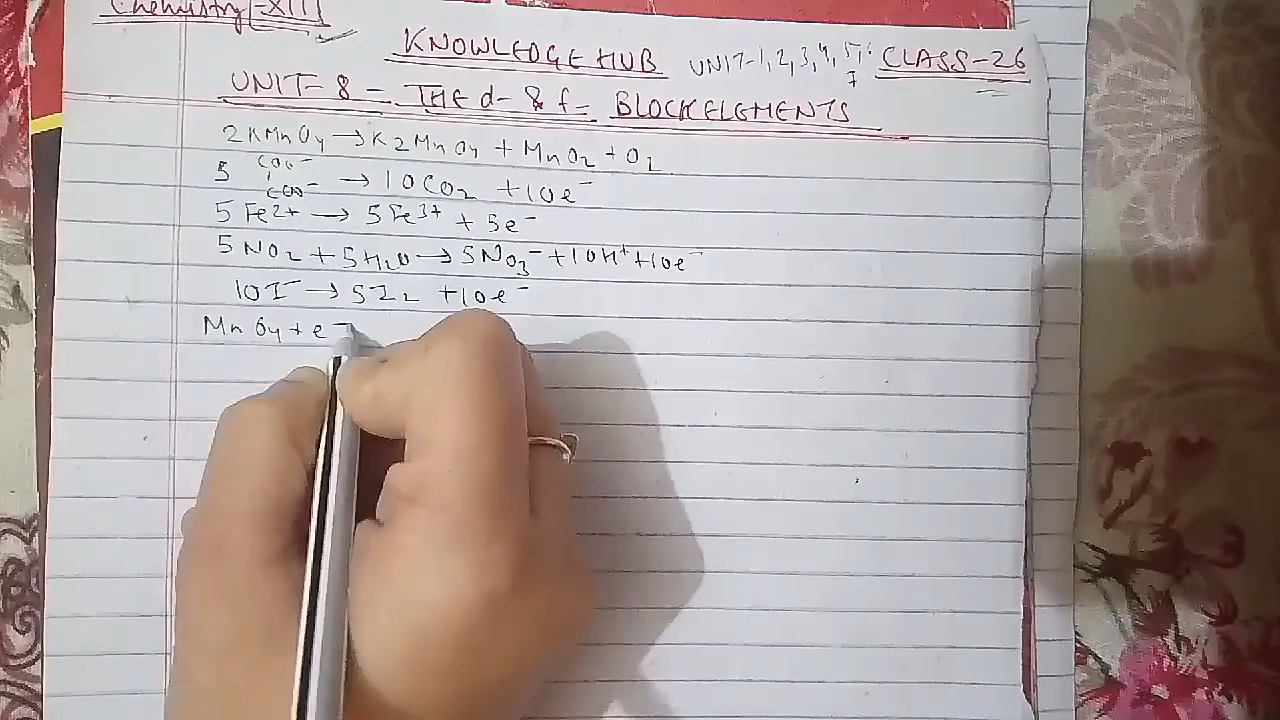 Chemistry-XII
KNOWLEDGE HUB UNIT-1,2,3,4,5,6 CLASS-26
7
UNIT-8 - THE d- & f- BLOCK ELEMENTS
2KMnO4 → K2MnO4 + MnO2 + O2
COO-
5 → 10CO2 + 10e-
COO-
5Fe2+ → 5Fe3+ + 5e-
5NO2 + 5H2O → 5NO3- + 10H+ + 10e-
10I- → 5I2 + 10e-
MnO4 + e-